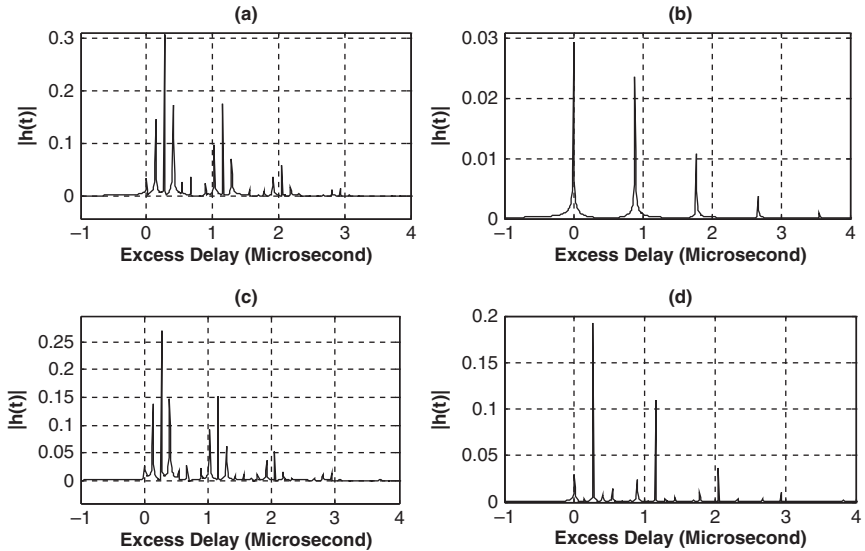 (a)
0.3
0.2
0.1
0
|h(t)|
−1 0 1 2 3 4
Excess Delay (Microsecond)
(b)
0.03
0.02
0.01
0
|h(t)|
−1 0 1 2 3 4
Excess Delay (Microsecond)
(c)
0.25
0.2
0.15
0.1
0.05
0
|h(t)|
−1 0 1 2 3 4
Excess Delay (Microsecond)
(d)
0.2
0.15
0.1
0.05
0
|h(t)|
−1 0 1 2 3 4
Excess Delay (Microsecond)